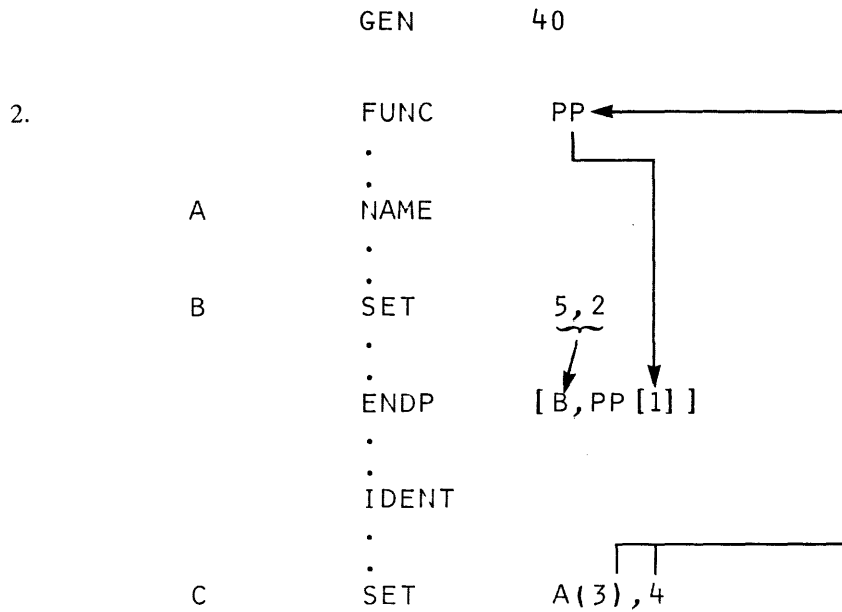 GEN 40
2. FUNC PP
.
.
A NAME
.
.
B SET 5,2
.
.
ENDP [B,PP[1]]
.
.
IDENT
.
.
C SET A(3),4